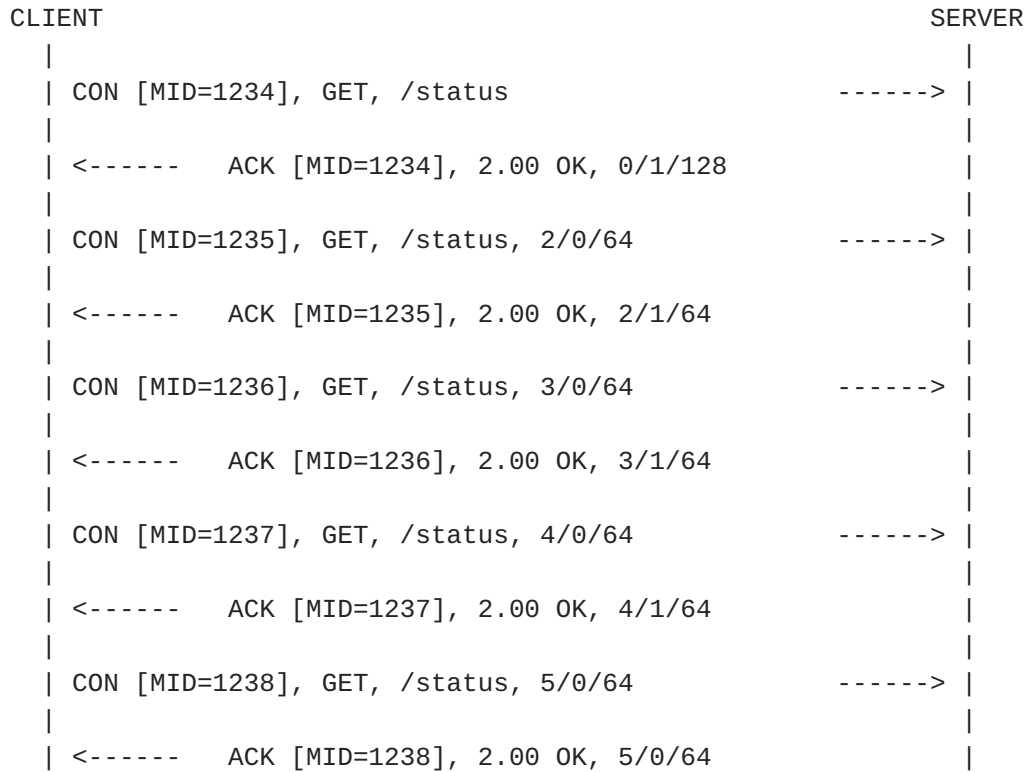 CLIENT                                                     SERVER
  |                                                          |
  | CON [MID=1234], GET, /status                     ------> |
  |                                                          |
  | <------   ACK [MID=1234], 2.00 OK, 0/1/128               |
  |                                                          |
  | CON [MID=1235], GET, /status, 2/0/64             ------> |
  |                                                          |
  | <------   ACK [MID=1235], 2.00 OK, 2/1/64                |
  |                                                          |
  | CON [MID=1236], GET, /status, 3/0/64             ------> |
  |                                                          |
  | <------   ACK [MID=1236], 2.00 OK, 3/1/64                |
  |                                                          |
  | CON [MID=1237], GET, /status, 4/0/64             ------> |
  |                                                          |
  | <------   ACK [MID=1237], 2.00 OK, 4/1/64                |
  |                                                          |
  | CON [MID=1238], GET, /status, 5/0/64             ------> |
  |                                                          |
  | <------   ACK [MID=1238], 2.00 OK, 5/0/64                |